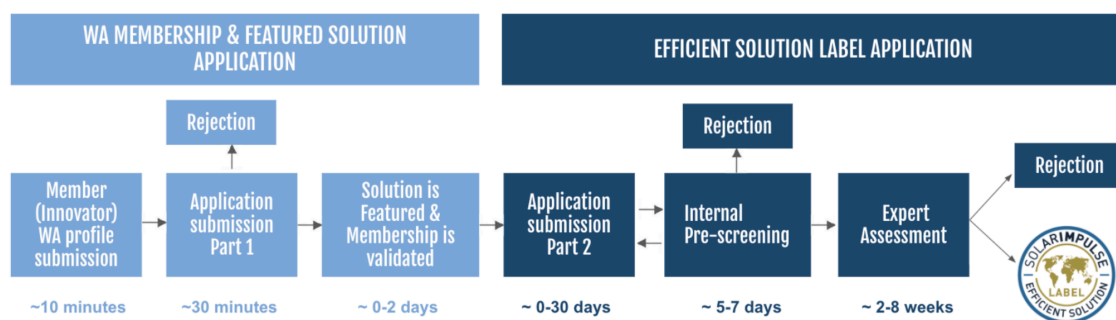 WA MEMBERSHIP & FEATURED SOLUTION
APPLICATION
EFFICIENT SOLUTION LABEL APPLICATION
Rejection
Rejection
Rejection
Member
(Innovator)
WA profile
submission
Application
submission
Part 1
Solution is
Featured &
Membership is
validated
Application
submission
Part 2
Internal
Pre-screening
Expert
Assessment
SOLARIMPULSE
LABEL
EFFICIENT SOLUTION
~10 minutes
~30 minutes
~ 0-2 days
~ 0-30 days
~ 5-7 days
~ 2-8 weeks